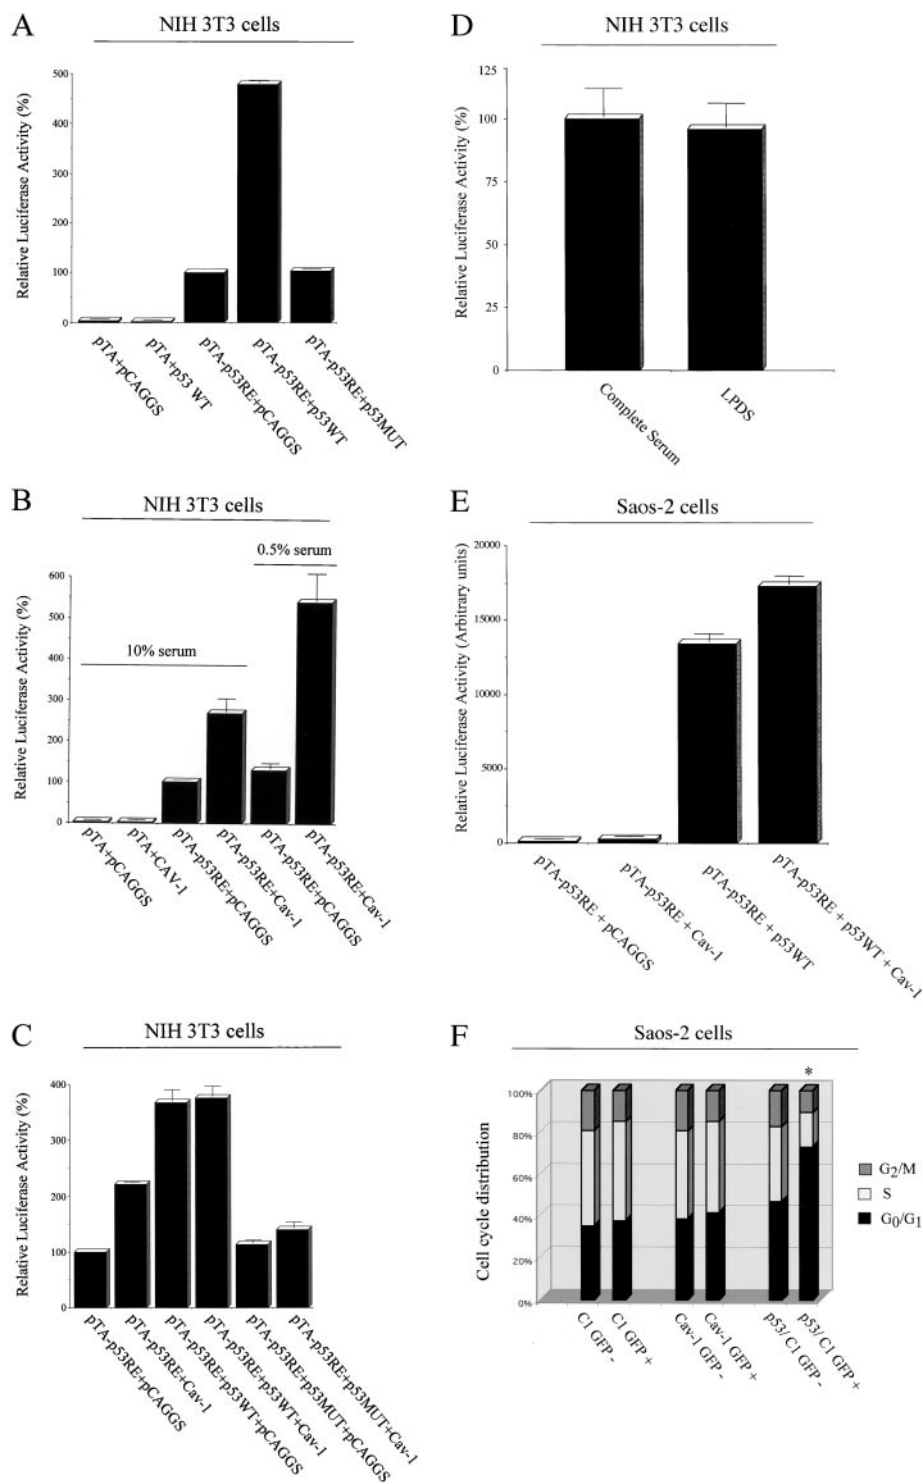 A
NIH 3T3 cells
Relative Luciferase Activity (%)
500
400
300
200
100
0
pTA+pCAGGS
pTA+p53 WT
pTA-p53RE+pCAGGS
pTA-p53RE+p53WT
pTA-p53RE+p53MUT
D
NIH 3T3 cells
Relative Luciferase Activity (%)
125
100
75
50
25
0
Complete Serum
LPDS
B
NIH 3T3 cells
0.5% serum
10% serum
Relative Luciferase Activity (%)
600
500
400
300
200
100
0
pTA+pCAGGS
pTA+CAV-1
pTA-p53RE+pCAGGS
pTA-p53RE+Cav-1
pTA-p53RE+pCAGGS
pTA-p53RE+Cav-1
E
Saos-2 cells
Relative Luciferase Activity (Arbitrary units)
20000
15000
10000
5000
0
pTA-p53RE + pCAGGS
pTA-p53RE + Cav-1
pTA-p53RE + p53WT
pTA-p53RE + p53WT + Cav-1
C
NIH 3T3 cells
Relative Luciferase Activity (%)
400
300
200
100
0
pTA-p53RE+pCAGGS
pTA-p53RE+Cav-1
pTA-p53RE+p53WT+pCAGGS
pTA-p53RE+p53WT+Cav-1
pTA-p53RE+p53MUT+pCAGGS
pTA-p53RE+p53MUT+Cav-1
F
Saos-2 cells
*
Cell cycle distribution
100%
80%
60%
40%
20%
0%
C1 GFP -
C1 GFP +
Cav-1 GFP -
Cav-1 GFP +
p53/ C1 GFP -
p53/ C1 GFP +
G2/M
S
G0/G1